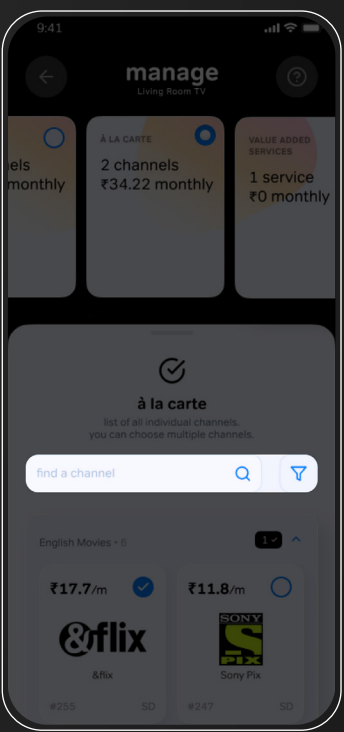 9:41
manage
Living Room TV
els
monthly
À LA CARTE
2 channels
₹34.22 monthly
VALUE ADDED
SERVICES
1 service
₹0 monthly
à la carte
list of all individual channels.
you can choose multiple channels.
find a channel
English Movies • 6
1
₹17.7/m
&flix
&flix
#255
SD
₹11.8/m
SONY
PIX
Sony Pix
#247
SD